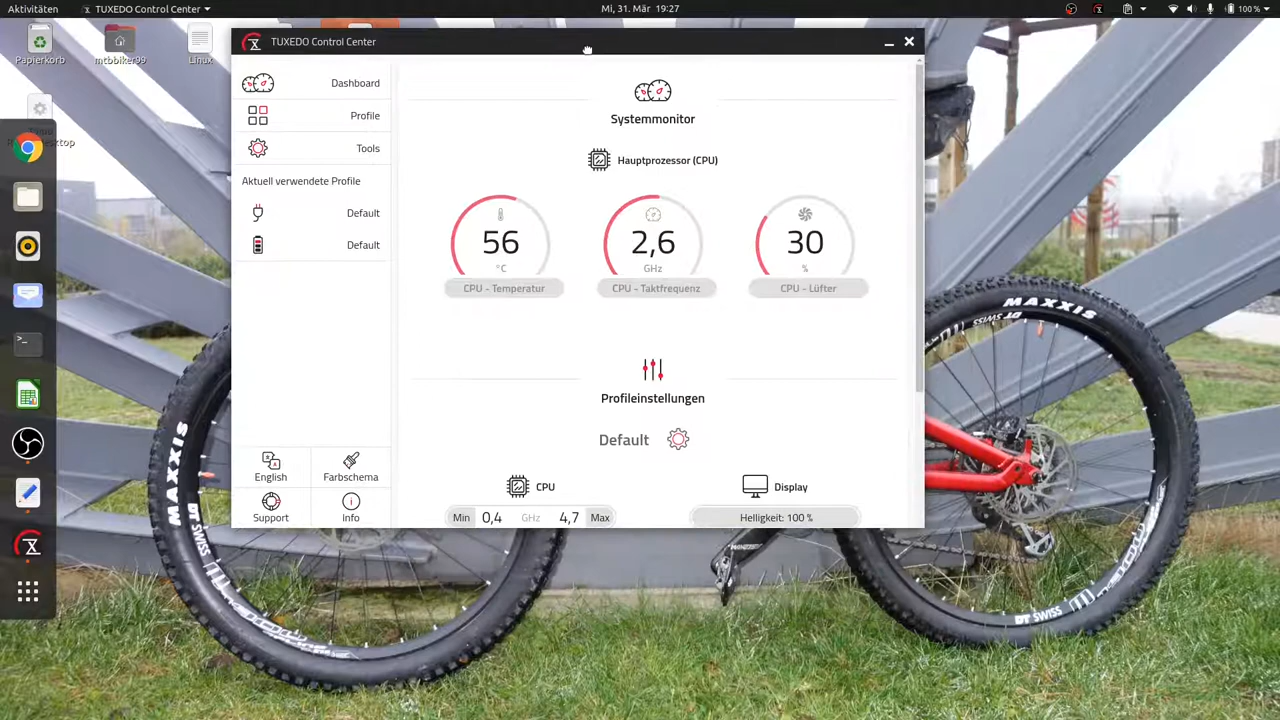 Aktivitäten
TUXEDO Control Center
Mi, 31. Mär 19:27
100 %
Papierkorb
mtbbiker99
Linux
TUXEDO Control Center
Dashboard
Profile
Tools
Aktuell verwendete Profile
Default
Default
English
Farbschema
Support
Info
Systemmonitor
Hauptprozessor (CPU)
56
°C
CPU - Temperatur
2,6
GHz
CPU - Taktfrequenz
30
%
CPU - Lüfter
Profileinstellungen
Default
CPU
Display
Min 0,4 GHz 4,7 Max
Helligkeit: 100 %
MAXXIS
DT SWISS
MAXXIS
DT SWISS
DT SWISS